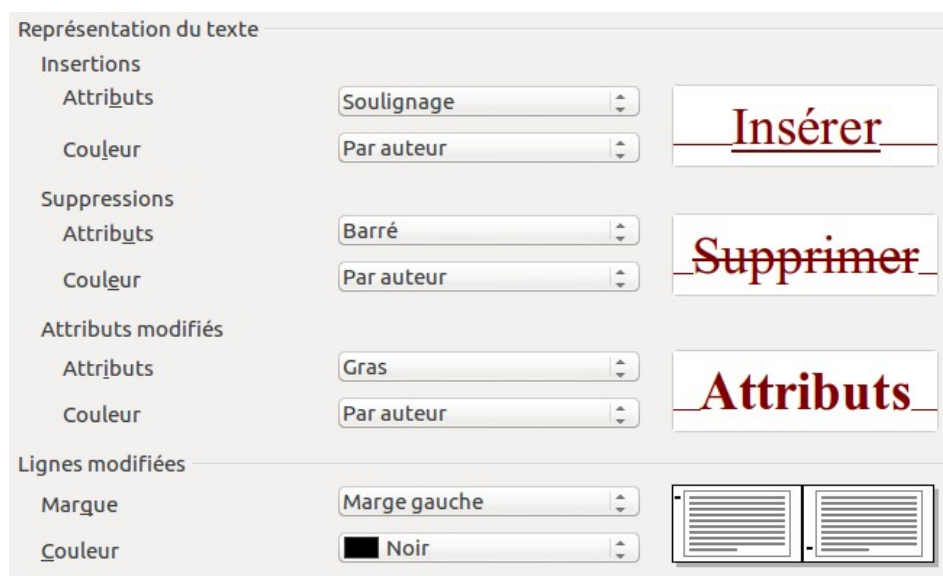 Représentation du texte
Insertions
Attributs Soulignage
Insérer
Couleur Par auteur
Suppressions
Attributs Barré
Supprimer
Couleur Par auteur
Attributs modifiés
Attributs Gras
Attributs
Couleur Par auteur
Lignes modifiées
Marque Marge gauche
Couleur Noir